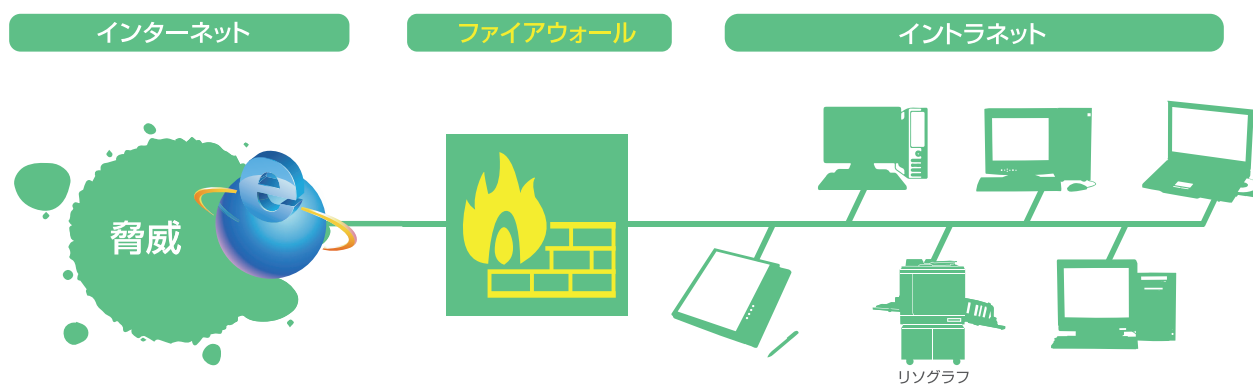 インターネット
ファイアウォール
イントラネット
脅威
e
リソグラフ